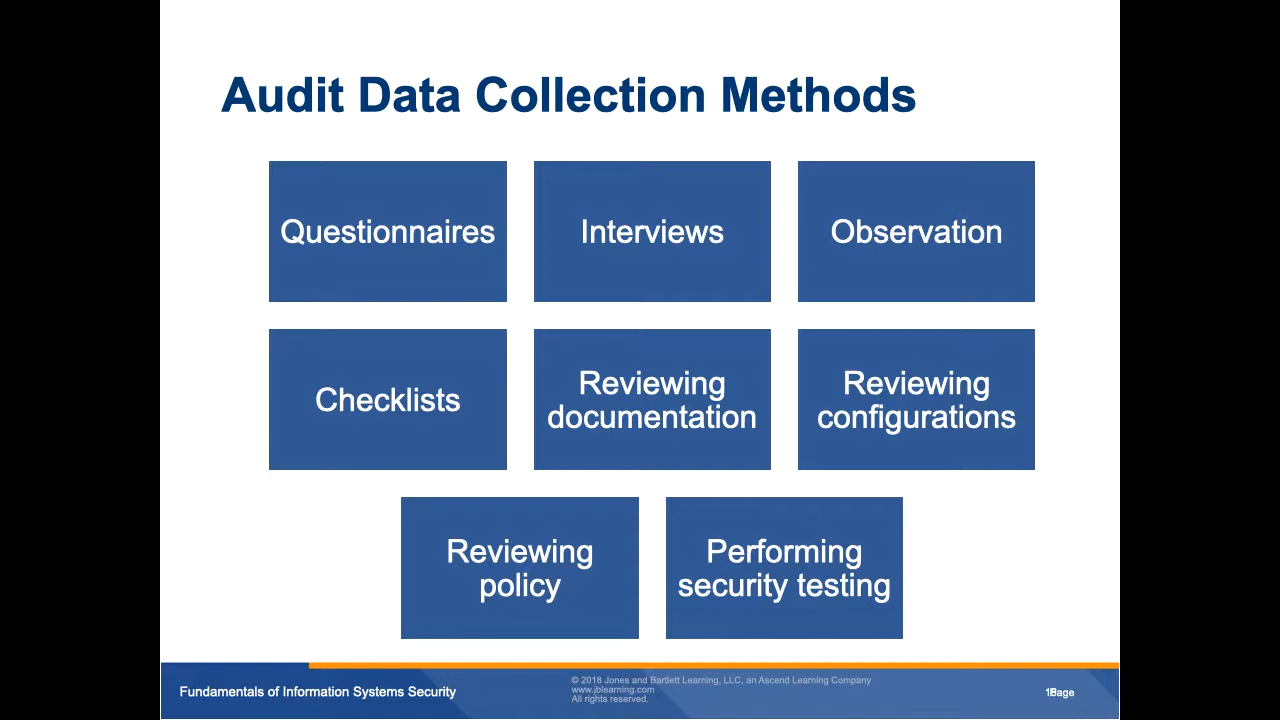 Audit Data Collection Methods
Questionnaires
Interviews
Observation
Checklists
Reviewing
documentation
Reviewing
configurations
Reviewing
policy
Performing
security testing
Fundamentals of Information Systems Security
© 2018 Jones and Bartlett Learning, LLC, an Ascend Learning Company
www.jblearning.com
All rights reserved.